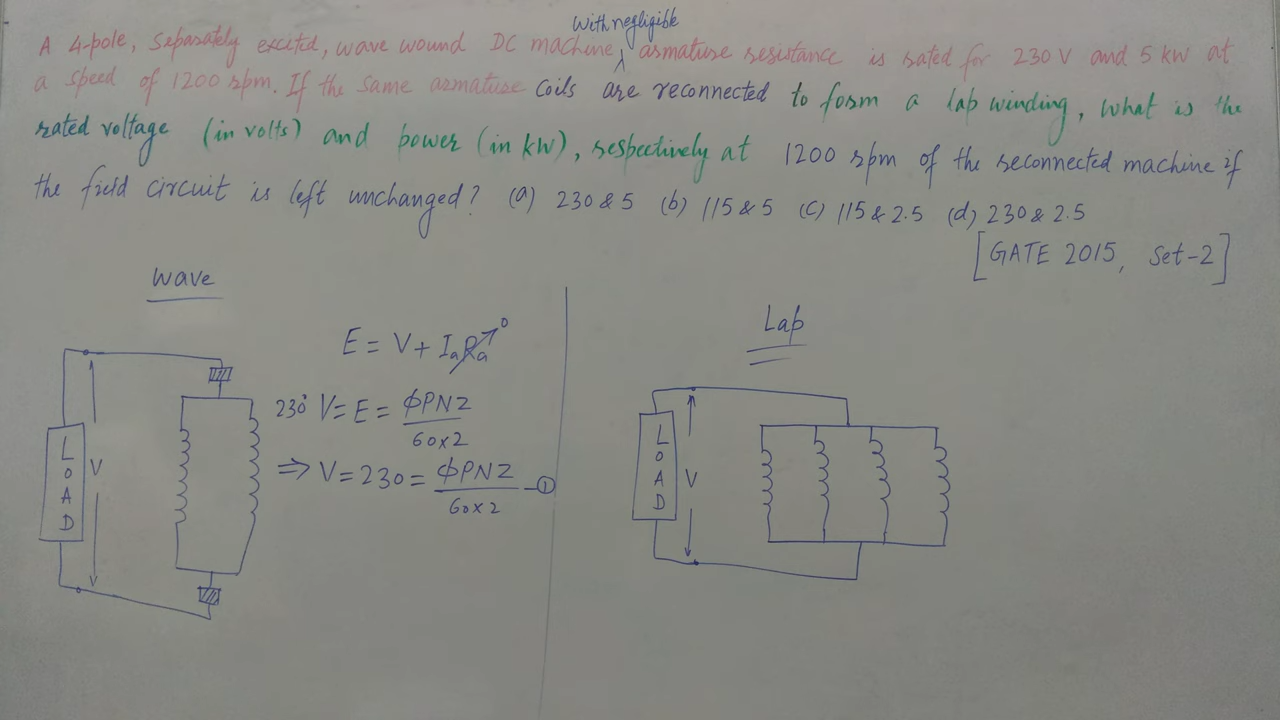 With negligible
A 4-pole, Separately excited, wave wound DC machine, armature resistance is rated for 230 V and 5 kW at
a speed of 1200 rpm. If the same armature coils are reconnected to form a lap winding, what is the
rated voltage (in volts) and power (in kW), respectively at 1200 rpm of the reconnected machine if
the field circuit is left unchanged? (a) 230 & 5 (b) 115 & 5 (c) 115 & 2.5 (d) 230 & 2.5
[GATE 2015, Set-2]
Wave
Lap
E = V + IaRa → 0
230 V = E = ΦPNZ / 60×2
⇒ V = 230 = ΦPNZ / 60×2 — ①
LOAD
V
LOAD
V